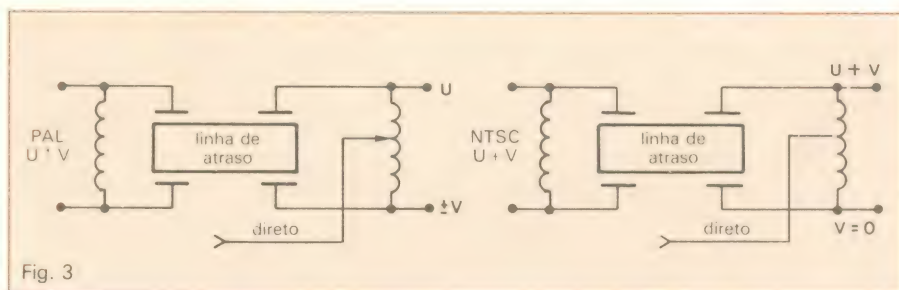 PAL
U ± V
linha de
atraso
direto
U
±V
NTSC
U + V
linha de
atraso
direto
U + V
V = 0
Fig. 3